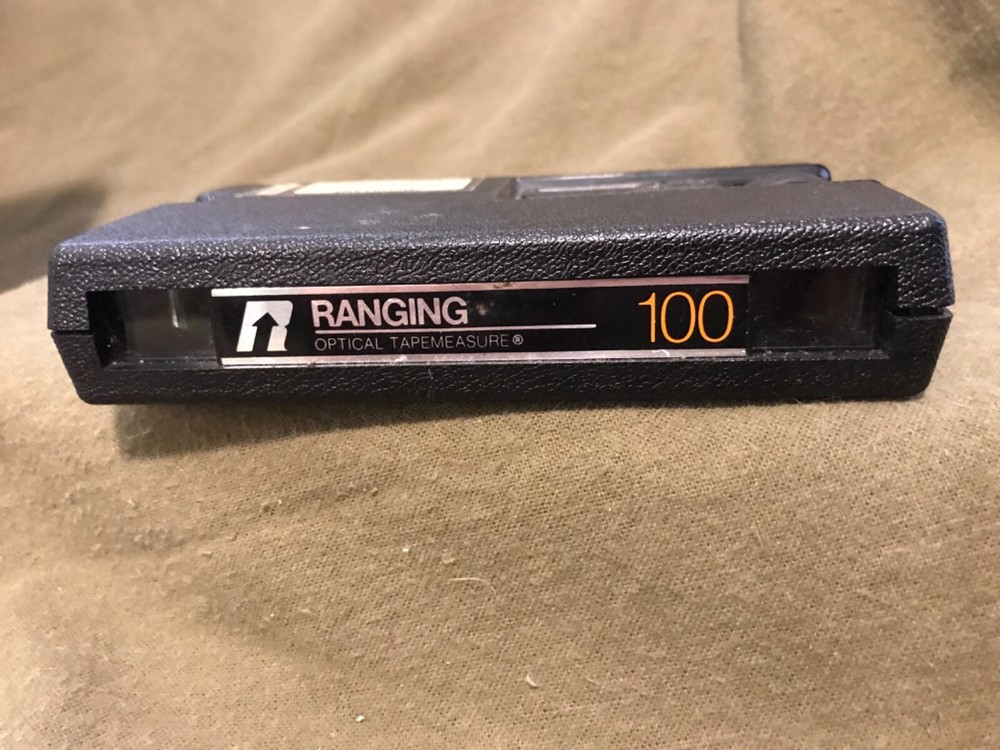 RANGING
OPTICAL TAPEMEASURE®
100